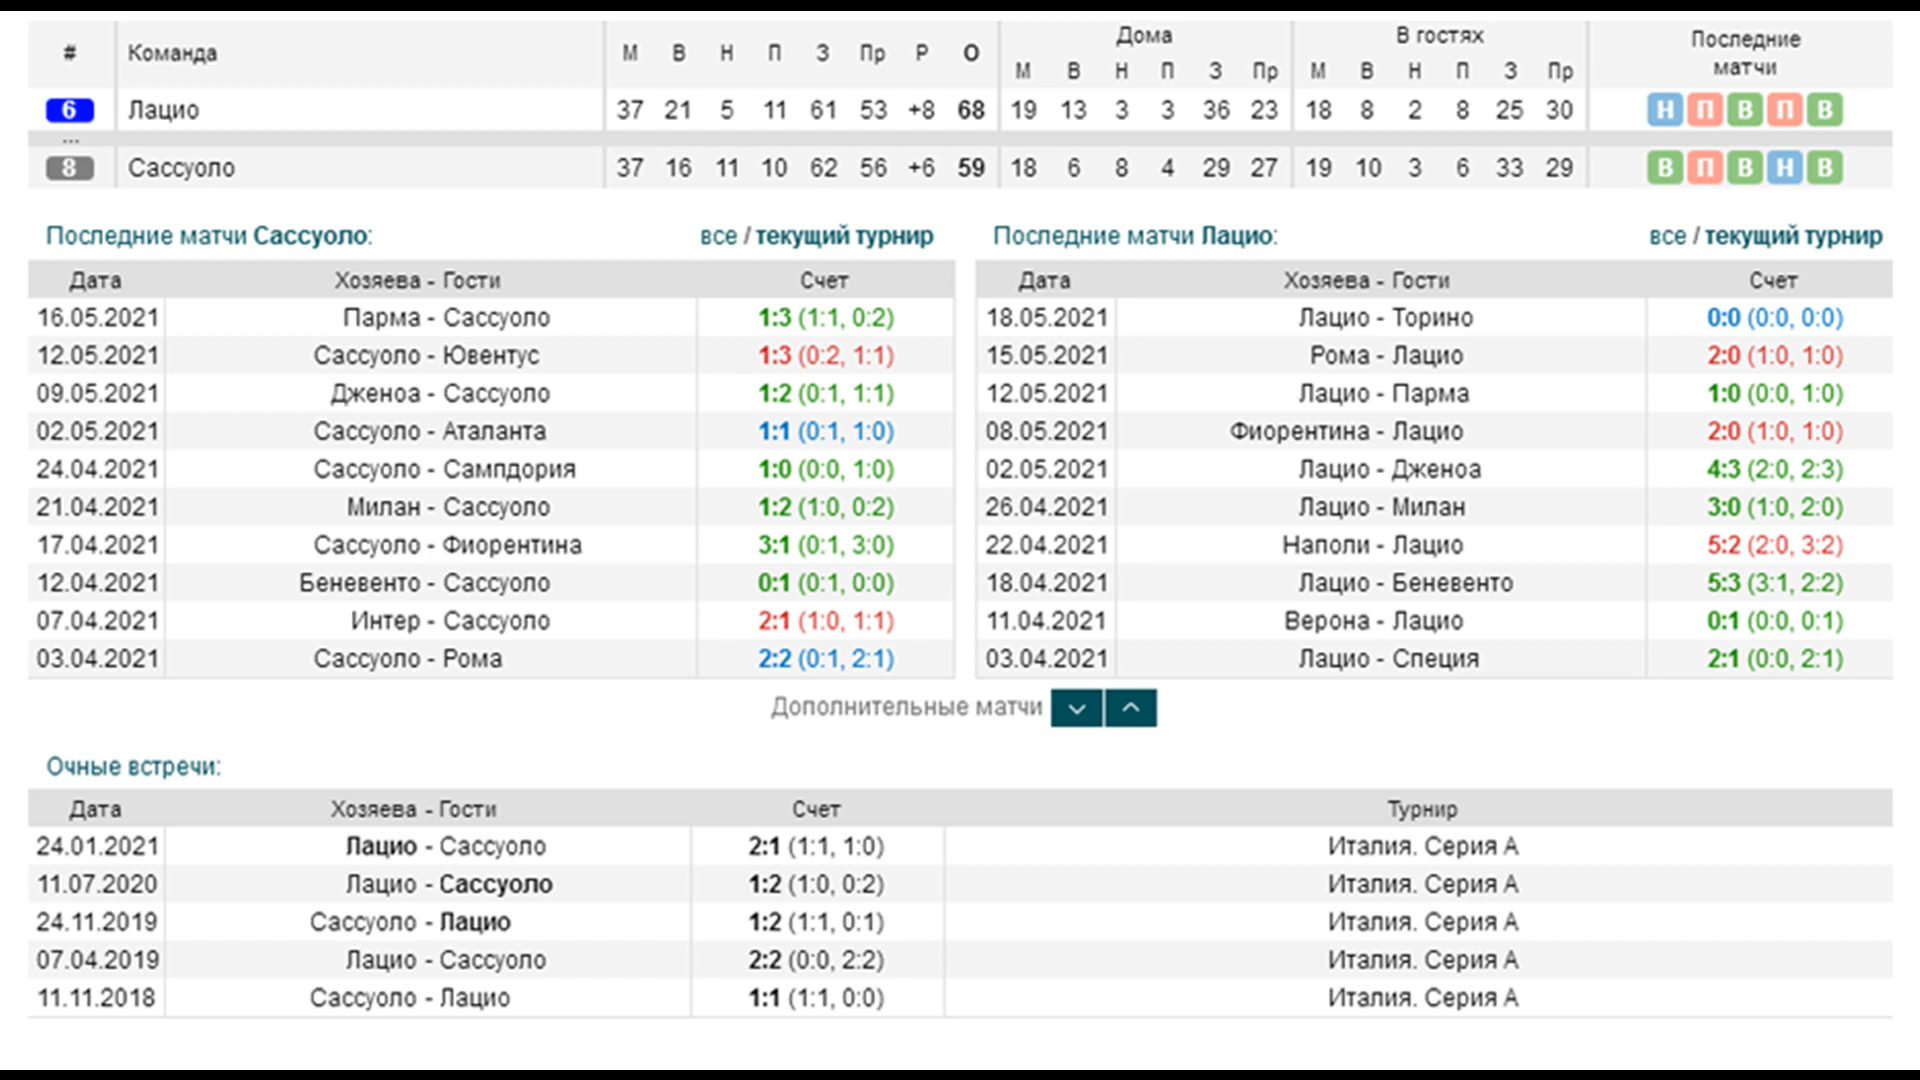 # Команда М В Н П З Пр Р О Дома М В Н П З Пр В гостях М В Н П З Пр Последние матчи
6 Лацио 37 21 5 11 61 53 +8 68 19 13 3 3 36 23 18 8 2 8 25 30 Н П В П В
...
8 Сассуоло 37 16 11 10 62 56 +6 59 18 6 8 4 29 27 19 10 3 6 33 29 В П В Н В
Последние матчи Сассуоло: все / текущий турнир
Дата Хозяева - Гости Счет
16.05.2021 Парма - Сассуоло 1:3 (1:1, 0:2)
12.05.2021 Сассуоло - Ювентус 1:3 (0:2, 1:1)
09.05.2021 Дженоа - Сассуоло 1:2 (0:1, 1:1)
02.05.2021 Сассуоло - Аталанта 1:1 (0:1, 1:0)
24.04.2021 Сассуоло - Сампдория 1:0 (0:0, 1:0)
21.04.2021 Милан - Сассуоло 1:2 (1:0, 0:2)
17.04.2021 Сассуоло - Фиорентина 3:1 (0:1, 3:0)
12.04.2021 Беневенто - Сассуоло 0:1 (0:1, 0:0)
07.04.2021 Интер - Сассуоло 2:1 (1:0, 1:1)
03.04.2021 Сассуоло - Рома 2:2 (0:1, 2:1)
Последние матчи Лацио: все / текущий турнир
Дата Хозяева - Гости Счет
18.05.2021 Лацио - Торино 0:0 (0:0, 0:0)
15.05.2021 Рома - Лацио 2:0 (1:0, 1:0)
12.05.2021 Лацио - Парма 1:0 (0:0, 1:0)
08.05.2021 Фиорентина - Лацио 2:0 (1:0, 1:0)
02.05.2021 Лацио - Дженоа 4:3 (2:0, 2:3)
26.04.2021 Лацио - Милан 3:0 (1:0, 2:0)
22.04.2021 Наполи - Лацио 5:2 (2:0, 3:2)
18.04.2021 Лацио - Беневенто 5:3 (3:1, 2:2)
11.04.2021 Верона - Лацио 0:1 (0:0, 0:1)
03.04.2021 Лацио - Специя 2:1 (0:0, 2:1)
Дополнительные матчи
Очные встречи:
Дата Хозяева - Гости Счет Турнир
24.01.2021 Лацио - Сассуоло 2:1 (1:1, 1:0) Италия. Серия А
11.07.2020 Лацио - Сассуоло 1:2 (1:0, 0:2) Италия. Серия А
24.11.2019 Сассуоло - Лацио 1:2 (1:1, 0:1) Италия. Серия А
07.04.2019 Лацио - Сассуоло 2:2 (0:0, 2:2) Италия. Серия А
11.11.2018 Сассуоло - Лацио 1:1 (1:1, 0:0) Италия. Серия А